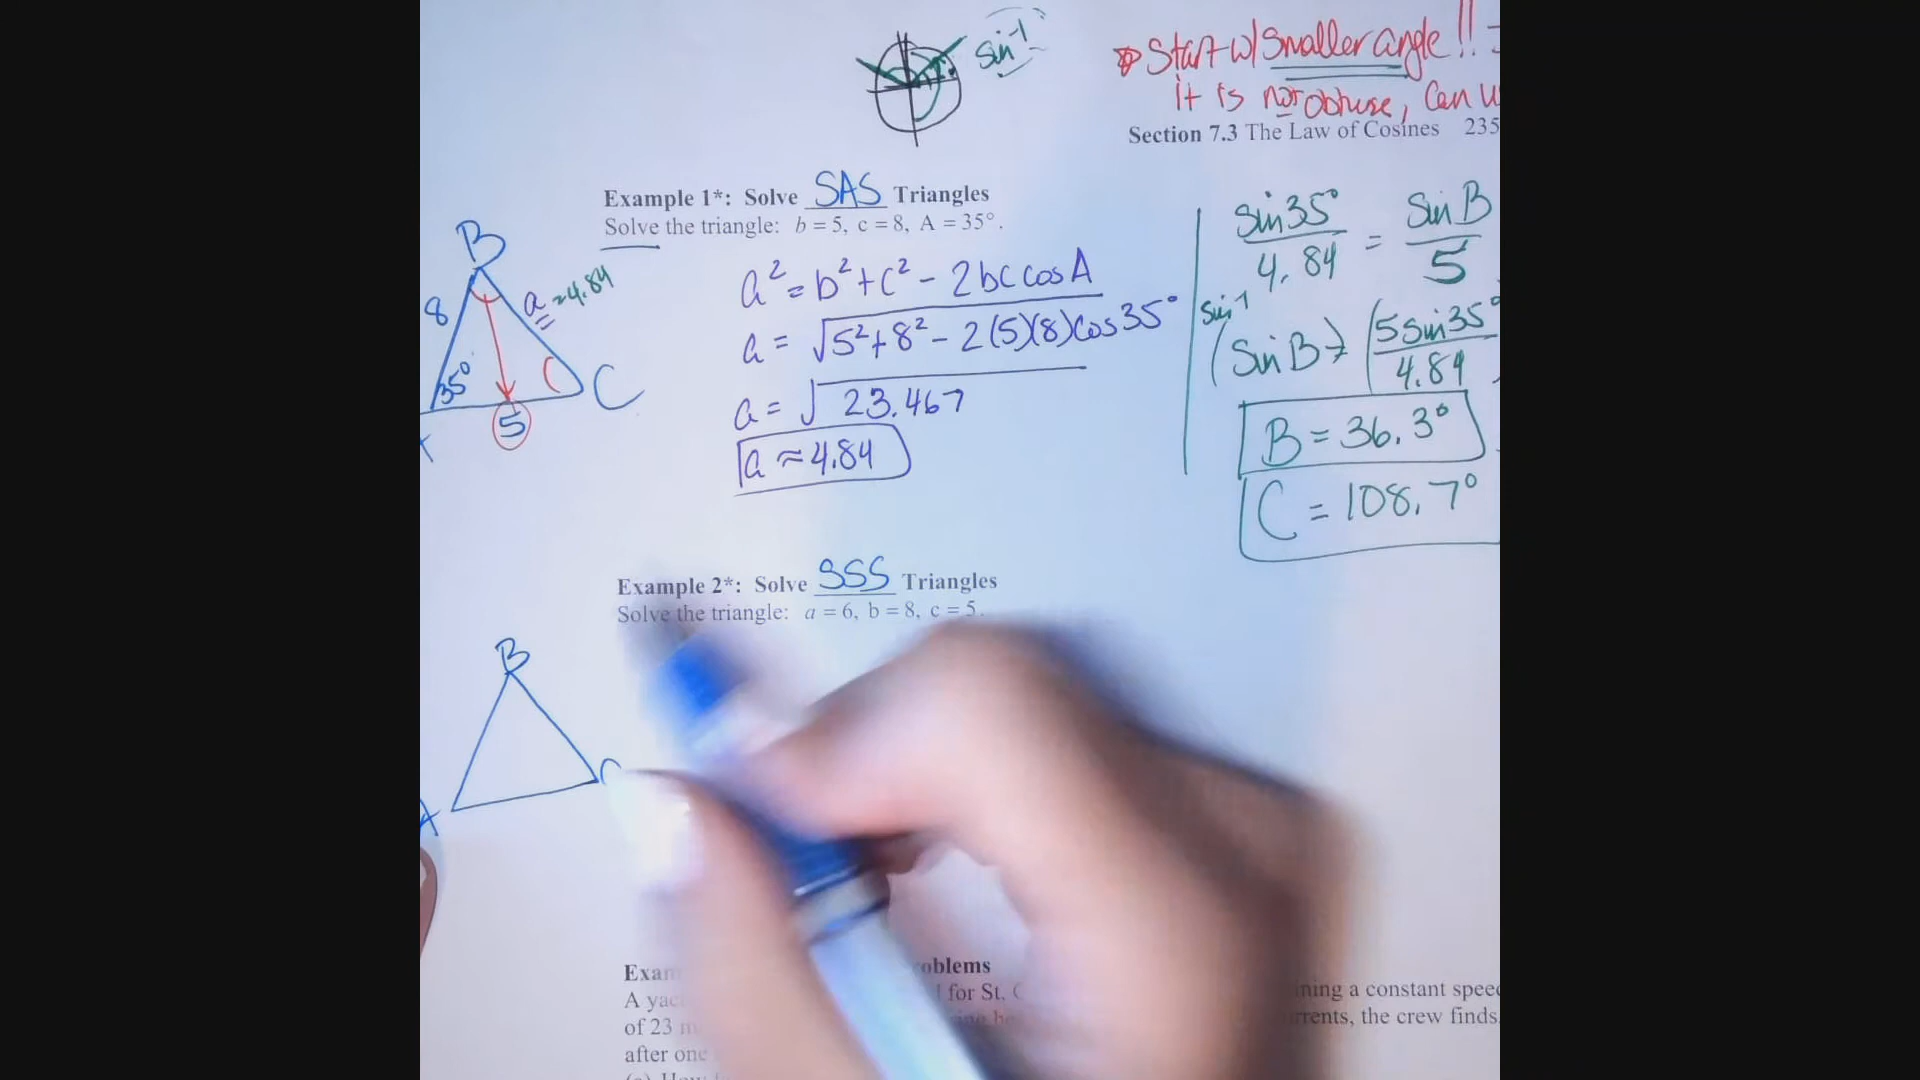 sin⁻¹
Start w/ smaller angle!!
it is not obtuse, can
Section 7.3 The Law of Cosines 235
Example 1*: Solve SAS Triangles
Solve the triangle: b = 5, c = 8, A = 35°.
B
8
a ≈4.84
35°
C
5
a² = b² + c² - 2bc cos A
a = √5² + 8² - 2(5)(8)cos 35°
a = √23.467
a ≈ 4.84
sin35° / 4.84 = sin B / 5
sin⁻¹
(sin B) = (5 sin 35° / 4.84
B = 36.3°
C = 108.7°
Example 2*: Solve SSS Triangles
Solve the triangle: a = 6, b = 8, c = 5.
B
A
C
oblems
A
for St.
ning a constant speed
of 23
rrents, the crew finds
after one